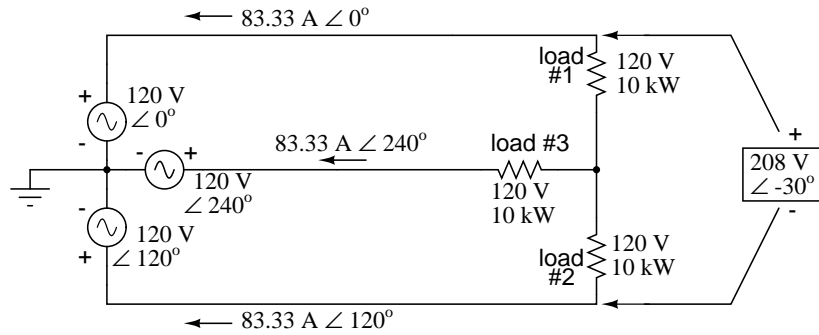 83.33 A ∠ 0°
load
#1
120 V
10 kW
+
120 V
∠ 0°
-
83.33 A ∠ 240°
load #3
+
208 V
∠ -30°
-
- +
120 V
∠ 240°
120 V
10 kW
-
120 V
∠ 120°
+
load
#2
120 V
10 kW
83.33 A ∠ 120°